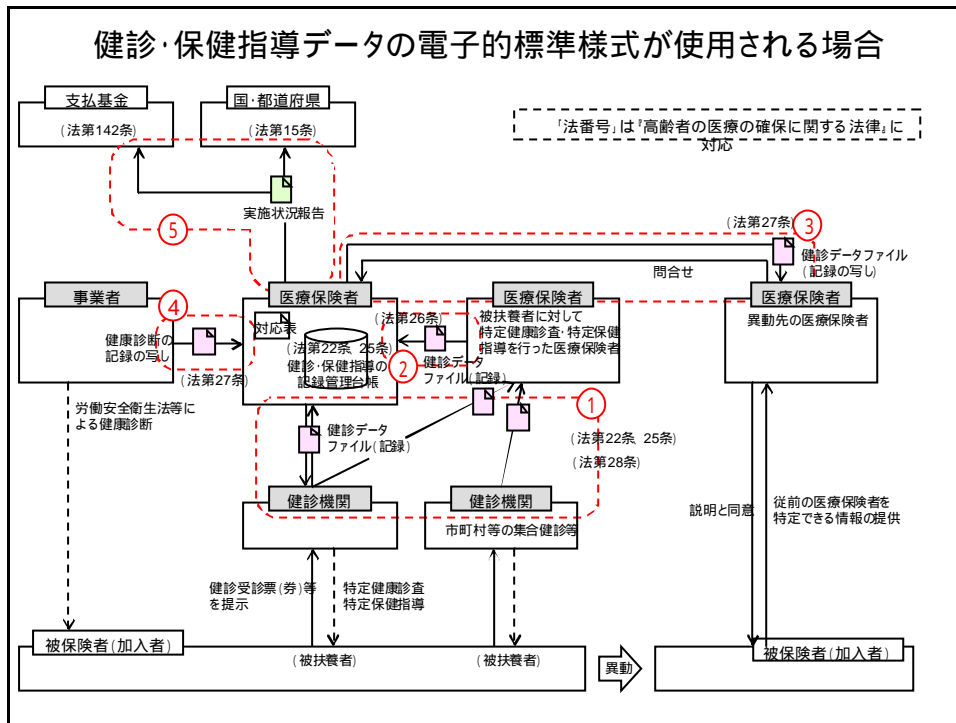 健診・保健指導データの電子的標準様式が使用される場合
支払基金
(法第142条)
国・都道府県
(法第15条)
「法番号」は『高齢者の医療の確保に関する法律』に
対応
実施状況報告
⑤
(法第27条)
③
健診データファイル
(記録の写し)
問合せ
事業者
④
健康診断の
記録の写し
(法第27条)
医療保険者
対応表
(法第22条、25条)
健診・保健指導の
記録管理台帳
(法第26条)
②
健診データ
ファイル(記録)
医療保険者
被扶養者に対して
特定健康診査・特定保健
指導を行った医療保険者
医療保険者
異動先の医療保険者
労働安全衛生法等に
よる健康診断
健診データ
ファイル(記録)
①
(法第22条、25条)
(法第28条)
健診機関
健診機関
市町村等の集合健診等
説明と同意
従前の医療保険者を
特定できる情報の提供
健診受診票(券)等
を提示
特定健康診査
特定保健指導
被保険者(加入者)
(被扶養者)
(被扶養者)
異動
被保険者(加入者)